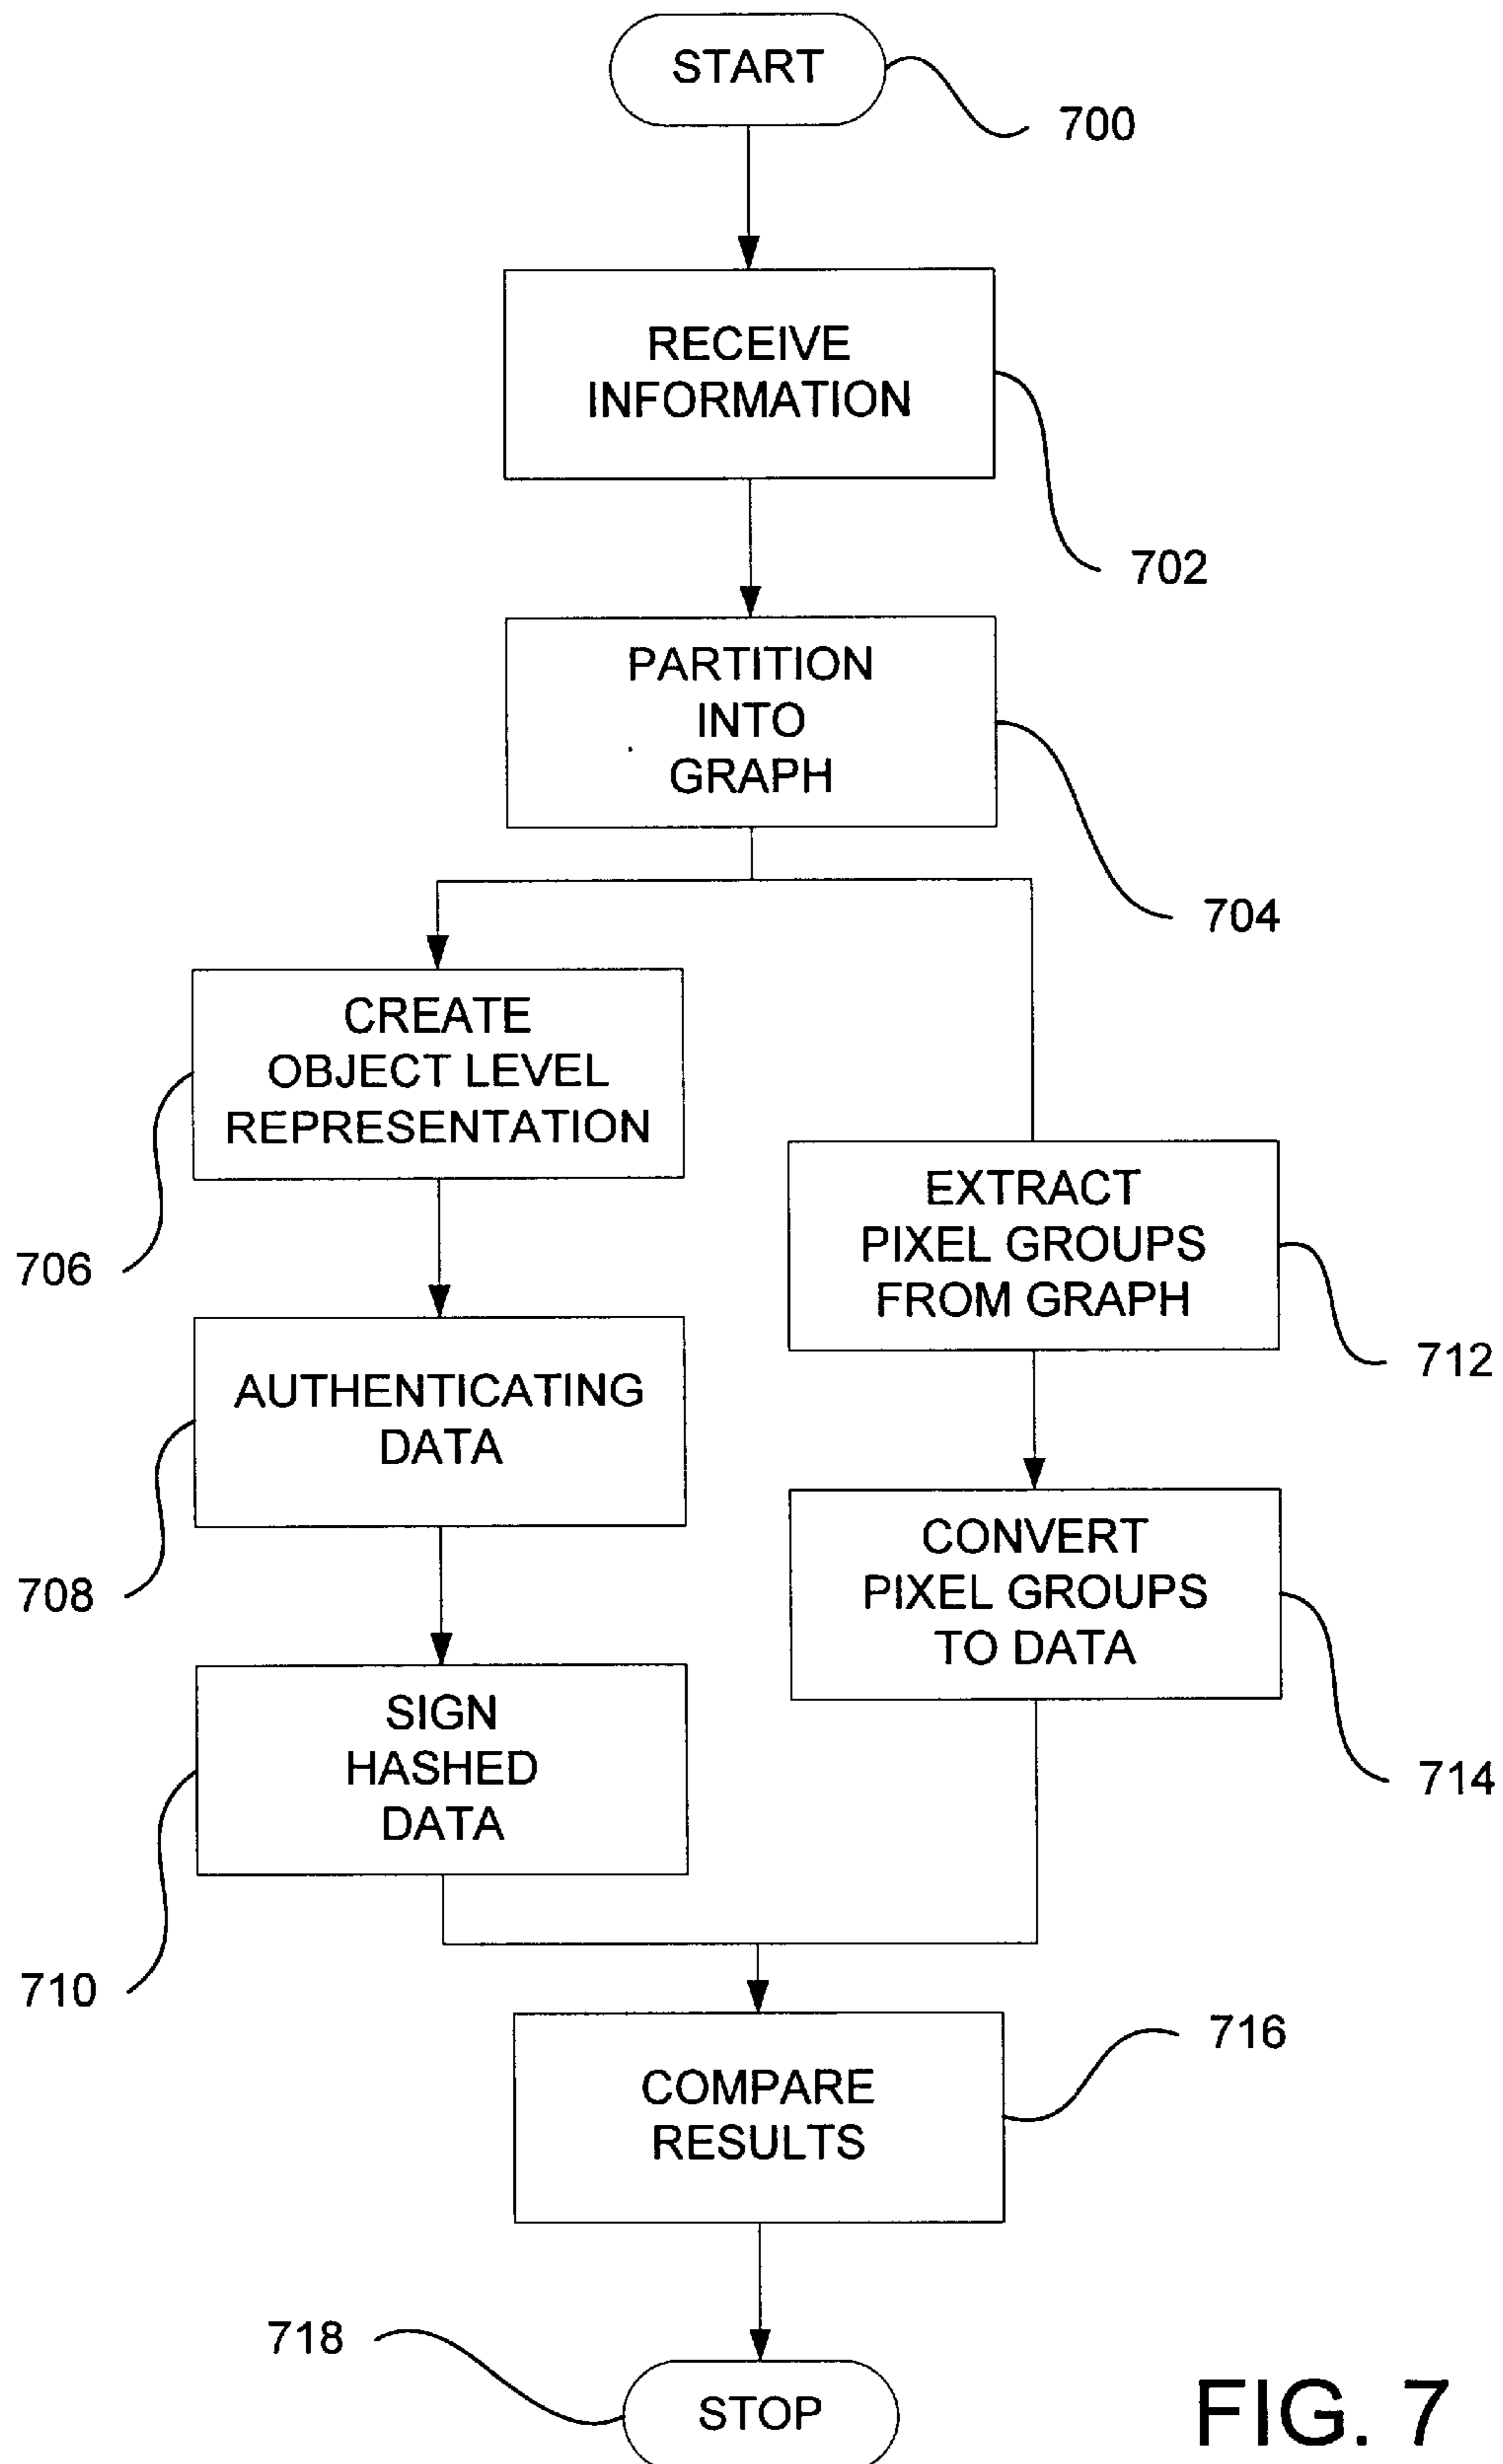 START
700
RECEIVE
INFORMATION
702
PARTITION
INTO
GRAPH
704
CREATE
OBJECT LEVEL
REPRESENTATION
706
EXTRACT
PIXEL GROUPS
FROM GRAPH
712
AUTHENTICATING
DATA
708
CONVERT
PIXEL GROUPS
TO DATA
714
SIGN
HASHED
DATA
710
COMPARE
RESULTS
716
718
STOP
FIG. 7